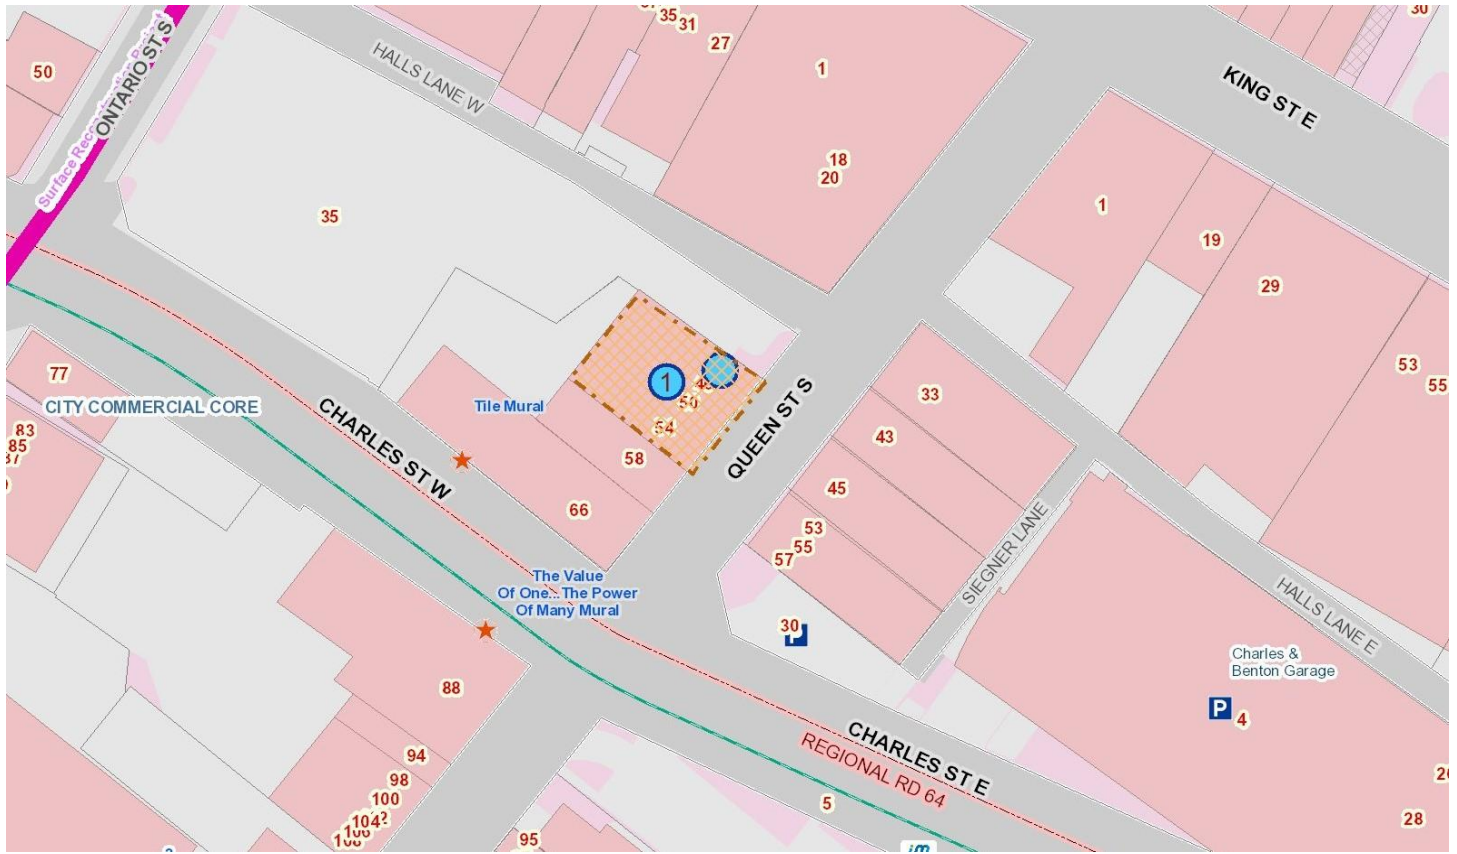 35
31
27
30
50
ONTARIO ST S
HALLS LANE W
1
KING ST E
18
20
35
1
19
29
53
55
77
CITY COMMERCIAL CORE
Tile Mural
1
50
54
QUEEN ST S
33
43
83
85
CHARLES ST W
58
66
45
53
55
57
SIEGNER LANE
HALLS LANE E
The Value
Of One...The Power
Of Many Mural
30
P
88
Charles &
Benton Garage
P
4
CHARLES ST E
REGIONAL RD 64
94
98
100
104
106
108
5
28
95